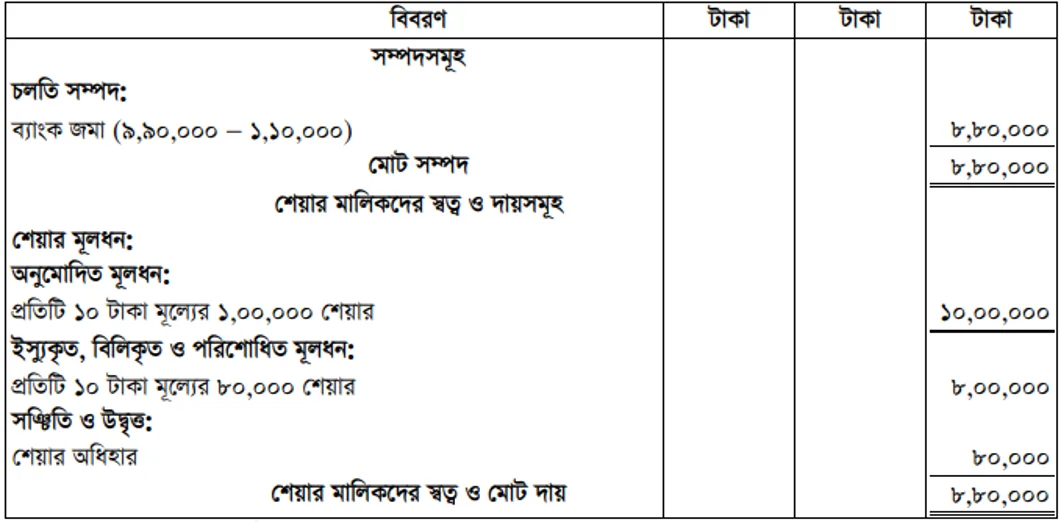 বিবরণ টাকা টাকা টাকা
সম্পদসমূহ
চলতি সম্পদ:
ব্যাংক জমা (৯,৯০,০০০ – ১,১০,০০০) ৮,৮০,০০০
মোট সম্পদ ৮,৮০,০০০
শেয়ার মালিকদের স্বত্ব ও দায়সমূহ
শেয়ার মূলধন:
অনুমোদিত মূলধন:
প্রতিটি ১০ টাকা মূল্যের ১,০০,০০০ শেয়ার ১০,০০,০০০
ইস্যুকৃত, বিলিকৃত ও পরিশোধিত মূলধন:
প্রতিটি ১০ টাকা মূল্যের ৮০,০০০ শেয়ার ৮,০০,০০০
সঞ্চিতি ও উদ্বৃত্ত:
শেয়ার অধিহার ৮০,০০০
শেয়ার মালিকদের স্বত্ব ও মোট দায় ৮,৮০,০০০